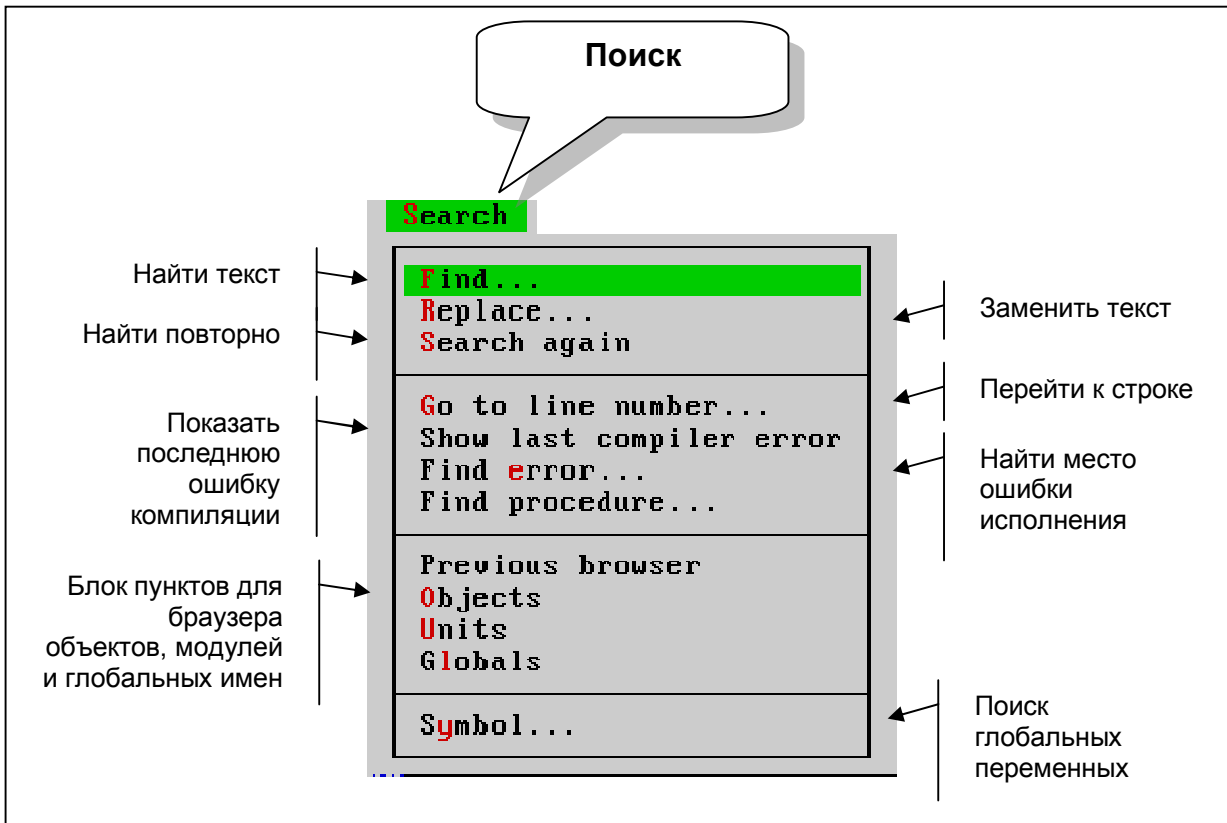 Поиск
Search
Найти текст
Найти повторно
Показать
последнюю
ошибку
компиляции
Блок пунктов для
браузера
объектов, модулей
и глобальных имен
Find...
Replace...
Search again
Go to line number...
Show last compiler error
Find error...
Find procedure...
Previous browser
Objects
Units
Globals
Symbol...
Заменить текст
Перейти к строке
Найти место
ошибки
исполнения
Поиск
глобальных
переменных